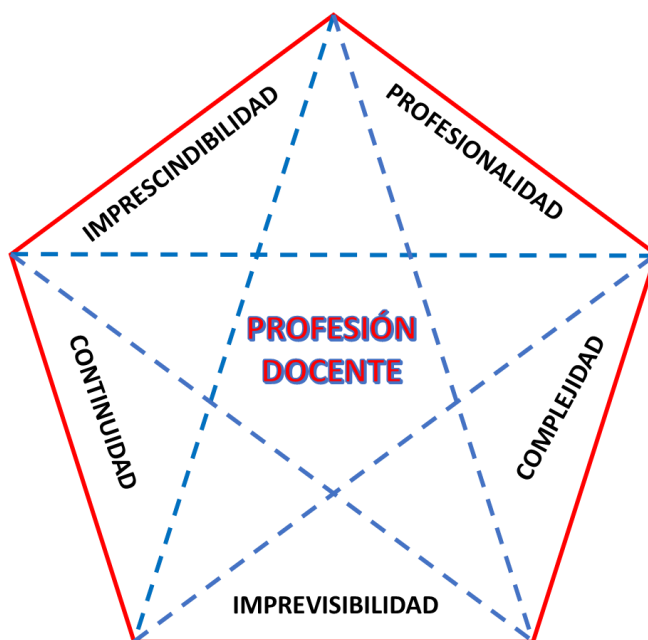 IMPRESCINDIBILIDAD
PROFESIONALIDAD
PROFESIÓN
DOCENTE
CONTINUIDAD
COMPLEJIDAD
IMPREVISIBILIDAD